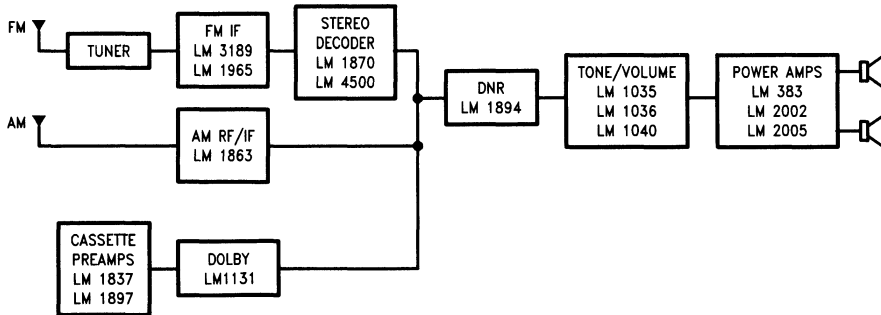 FM
TUNER
FM IF
LM 3189
LM 1965
STEREO
DECODER
LM 1870
LM 4500
AM
AM RF/IF
LM 1863
CASSETTE
PREAMPS
LM 1837
LM 1897
DOLBY
LM1131
DNR
LM 1894
TONE/VOLUME
LM 1035
LM 1036
LM 1040
POWER AMPS
LM 383
LM 2002
LM 2005